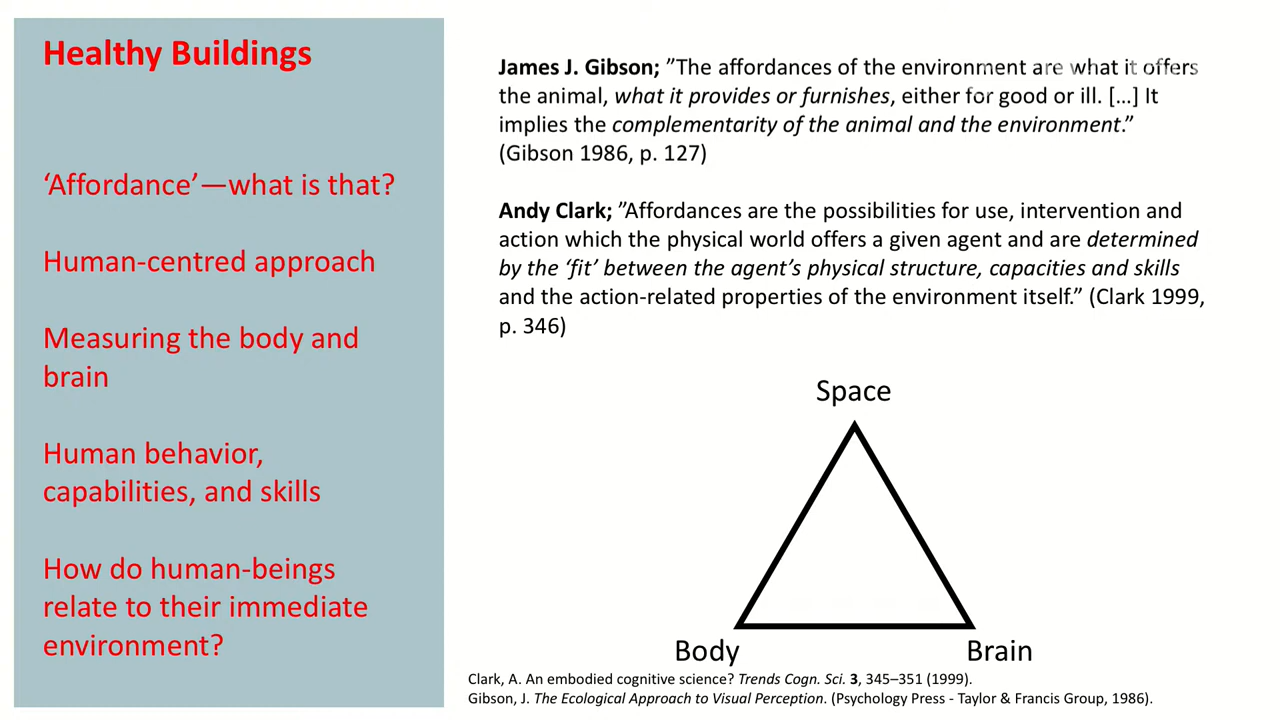 Healthy Buildings
‘Affordance’—what is that?
Human-centred approach
Measuring the body and
brain
Human behavior,
capabilities, and skills
How do human-beings
relate to their immediate
environment?
James J. Gibson; ”The affordances of the environment are what it offers
the animal, what it provides or furnishes, either for good or ill. […] It
implies the complementarity of the animal and the environment.”
(Gibson 1986, p. 127)
Andy Clark; ”Affordances are the possibilities for use, intervention and
action which the physical world offers a given agent and are determined
by the ‘fit’ between the agent’s physical structure, capacities and skills
and the action-related properties of the environment itself.” (Clark 1999,
p. 346)
Space
Body
Brain
Clark, A. An embodied cognitive science? Trends Cogn. Sci. 3, 345–351 (1999).
Gibson, J. The Ecological Approach to Visual Perception. (Psychology Press - Taylor & Francis Group, 1986).